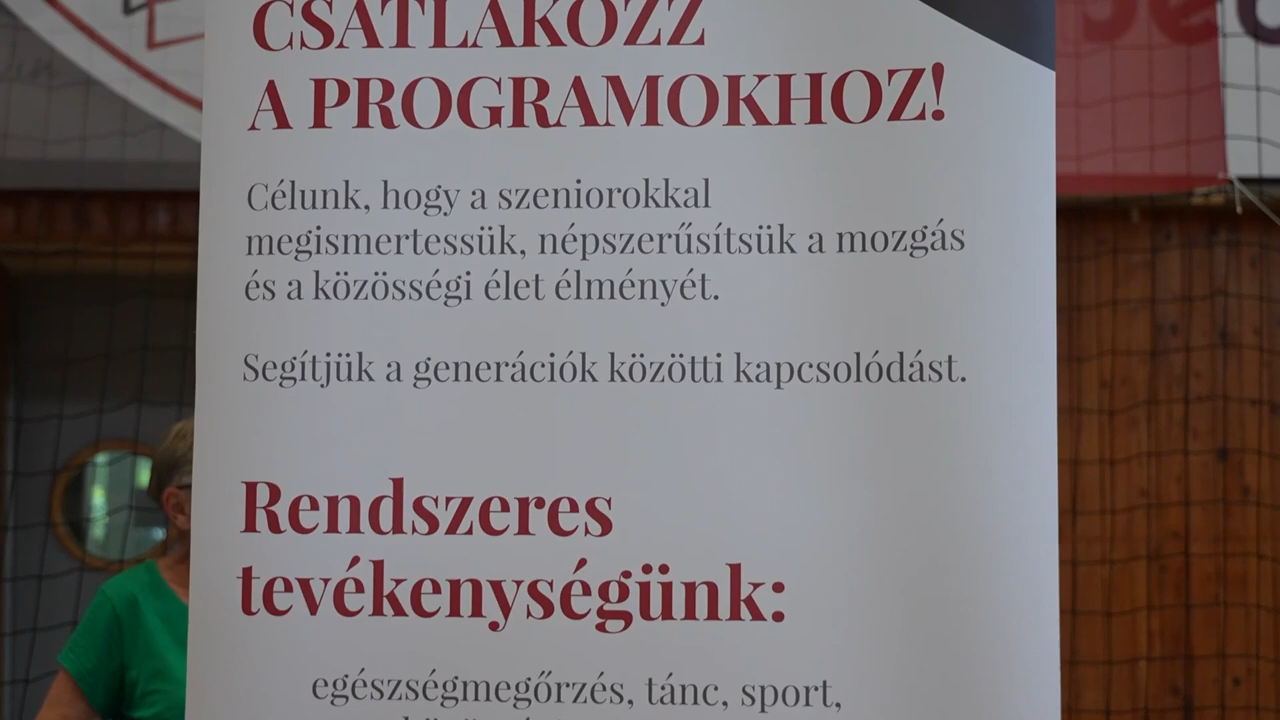 CSATLAKOZZ
A PROGRAMOKHOZ!
Célunk, hogy a szeniorokkal
megismertessük, népszerűsítsük a mozgás
és a közösségi élet élményét.
Segítjük a generációk közötti kapcsolódást.
Rendszeres
tevékenységünk:
egészségmegőrzés, tánc, sport,